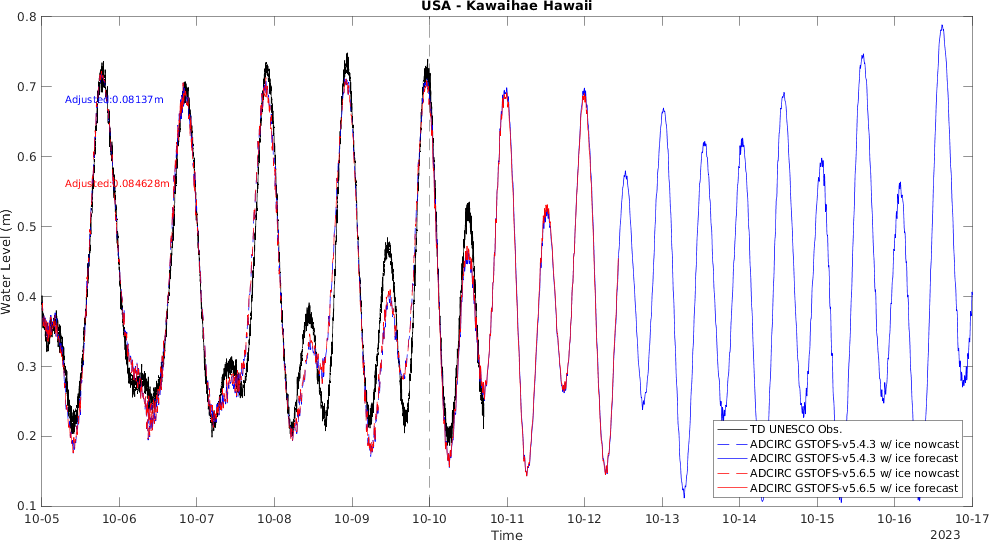 USA - Kawaihae Hawaii
0.8
0.7
0.6
0.5
0.4
0.3
0.2
0.1
Water Level (m)
Adjusted:0.08137m
Adjusted:0.084628m
TD UNESCO Obs.
ADCIRC GSTOFS-v5.4.3 w/ ice nowcast
ADCIRC GSTOFS-v5.4.3 w/ ice forecast
ADCIRC GSTOFS-v5.6.5 w/ ice nowcast
ADCIRC GSTOFS-v5.6.5 w/ ice forecast
10-05 10-06 10-07 10-08 10-09 10-10 10-11 10-12 10-13 10-14 10-15 10-16 10-17
Time
2023